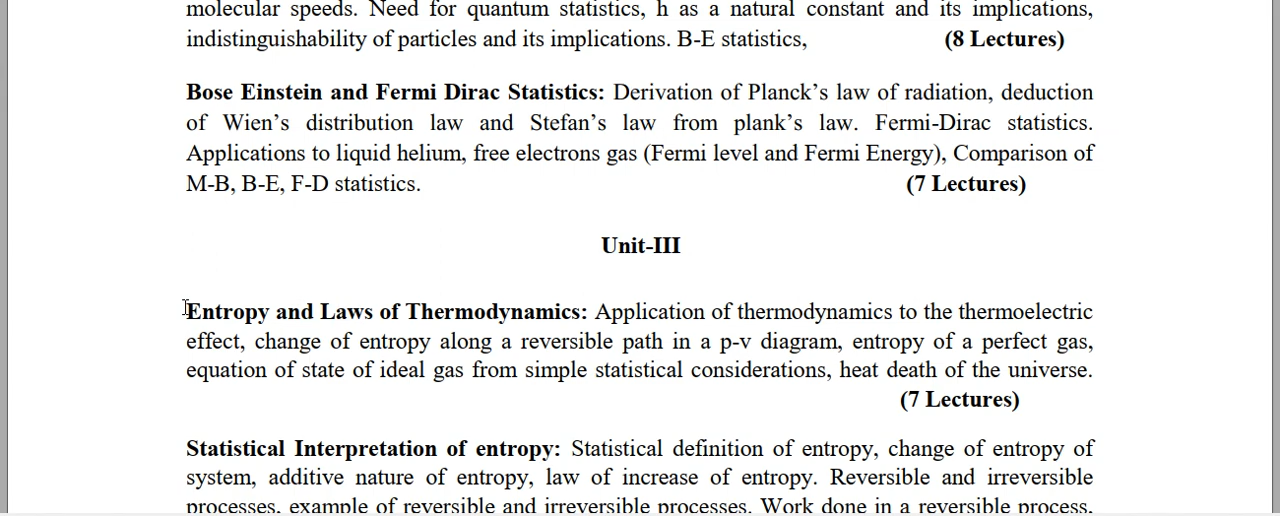 molecular speeds. Need for quantum statistics, h as a natural constant and its implications,
indistinguishability of particles and its implications. B-E statistics, (8 Lectures)
Bose Einstein and Fermi Dirac Statistics: Derivation of Planck’s law of radiation, deduction
of Wien’s distribution law and Stefan’s law from plank’s law. Fermi-Dirac statistics.
Applications to liquid helium, free electrons gas (Fermi level and Fermi Energy), Comparison of
M-B, B-E, F-D statistics. (7 Lectures)
Unit-III
Entropy and Laws of Thermodynamics: Application of thermodynamics to the thermoelectric
effect, change of entropy along a reversible path in a p-v diagram, entropy of a perfect gas,
equation of state of ideal gas from simple statistical considerations, heat death of the universe.
(7 Lectures)
Statistical Interpretation of entropy: Statistical definition of entropy, change of entropy of
system, additive nature of entropy, law of increase of entropy. Reversible and irreversible
processes, example of reversible and irreversible processes. Work done in a reversible process,